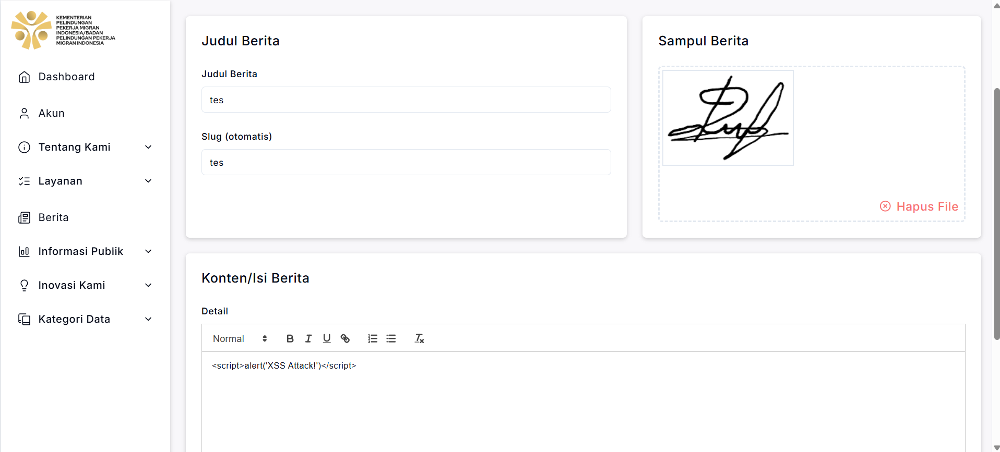 KEMENTERIAN
PELINDUNGAN
PEKERJA MIGRAN
INDONESIA/BADAN
PELINDUNGAN PEKERJA
MIGRAN INDONESIA
Dashboard
Akun
Tentang Kami
Layanan
Berita
Informasi Publik
Inovasi Kami
Kategori Data
Judul Berita
Judul Berita
tes
Slug (otomatis)
tes
Sampul Berita
Hapus File
Konten/Isi Berita
Detail
Normal
<script>alert('XSS Attack!')</script>